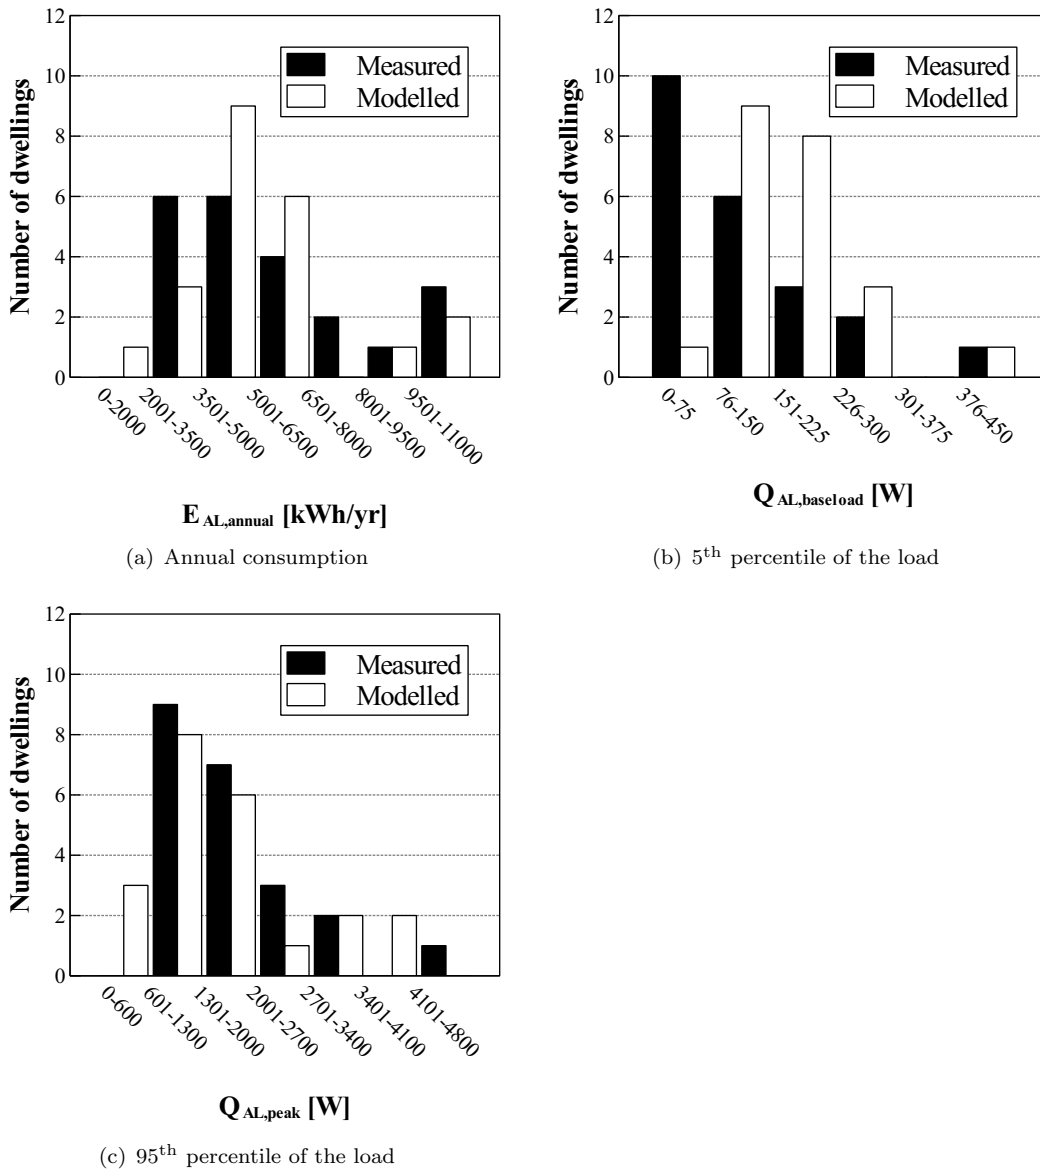 12
10
8
6
4
2
0
Number of dwellings
Measured
Modelled
0-2000
2001-3500
3501-5000
5001-6500
6501-8000
8001-9500
9501-11000
E AL,annual [kWh/yr]
(a) Annual consumption
12
10
8
6
4
2
0
Number of dwellings
Measured
Modelled
0-75
76-150
151-225
226-300
301-375
376-450
Q AL,baseload [W]
(b) 5th percentile of the load
12
10
8
6
4
2
0
Number of dwellings
Measured
Modelled
0-600
601-1300
1301-2000
2001-2700
2701-3400
3401-4100
4101-4800
Q AL,peak [W]
(c) 95th percentile of the load